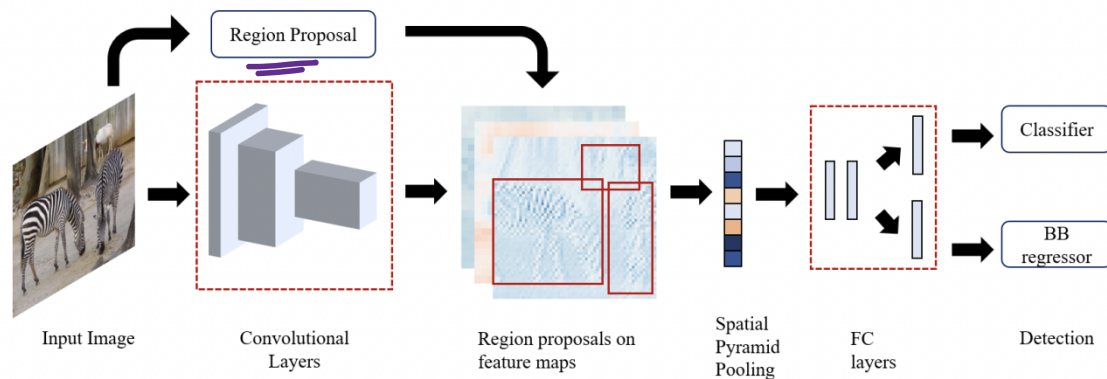 Region Proposal
Classifier
BB
regressor
Input Image
Convolutional
Layers
Region proposals on
feature maps
Spatial
Pyramid
Pooling
FC
layers
Detection